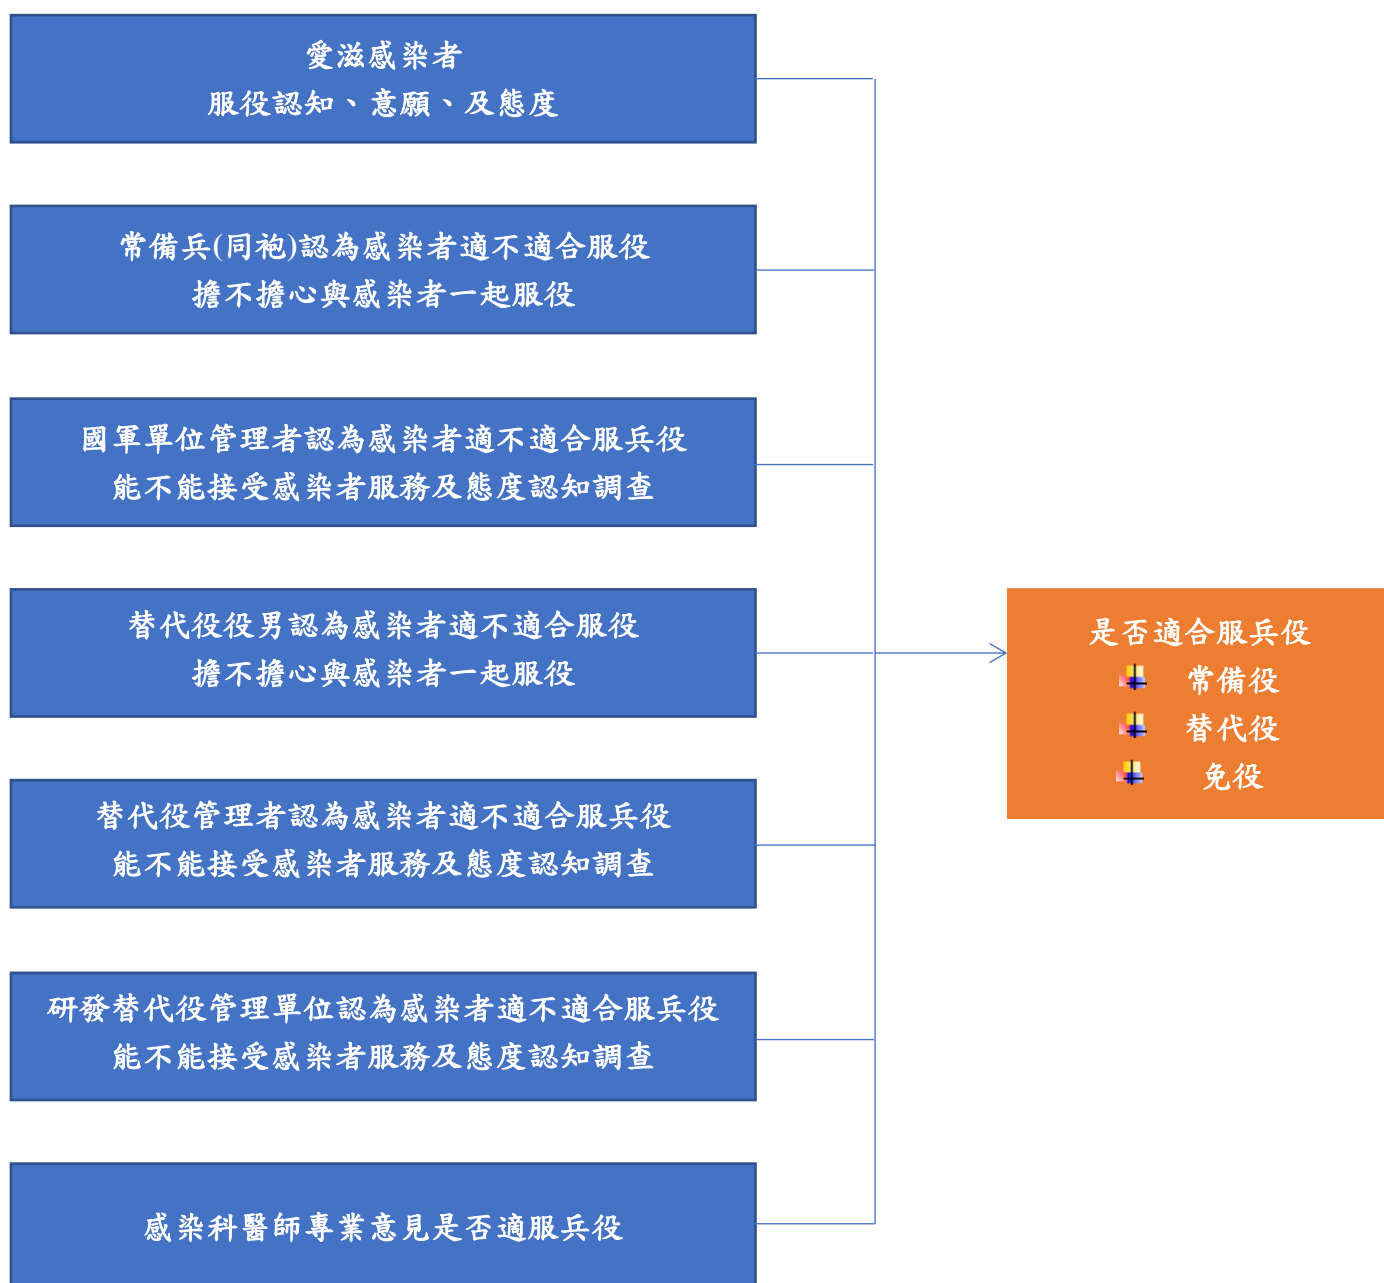 愛滋感染者
服役認知、意願、及態度
常備兵(同袍)認為感染者適不適合服役
擔不擔心與感染者一起服役
國軍單位管理者認為感染者適不適合服兵役
能不能接受感染者服務及態度認知調查
替代役役男認為感染者適不適合服役
擔不擔心與感染者一起服役
替代役管理者認為感染者適不適合服兵役
能不能接受感染者服務及態度認知調查
研發替代役管理單位認為感染者適不適合服兵役
能不能接受感染者服務及態度認知調查
感染科醫師專業意見是否適服兵役
是否適合服兵役
常備役
替代役
免役